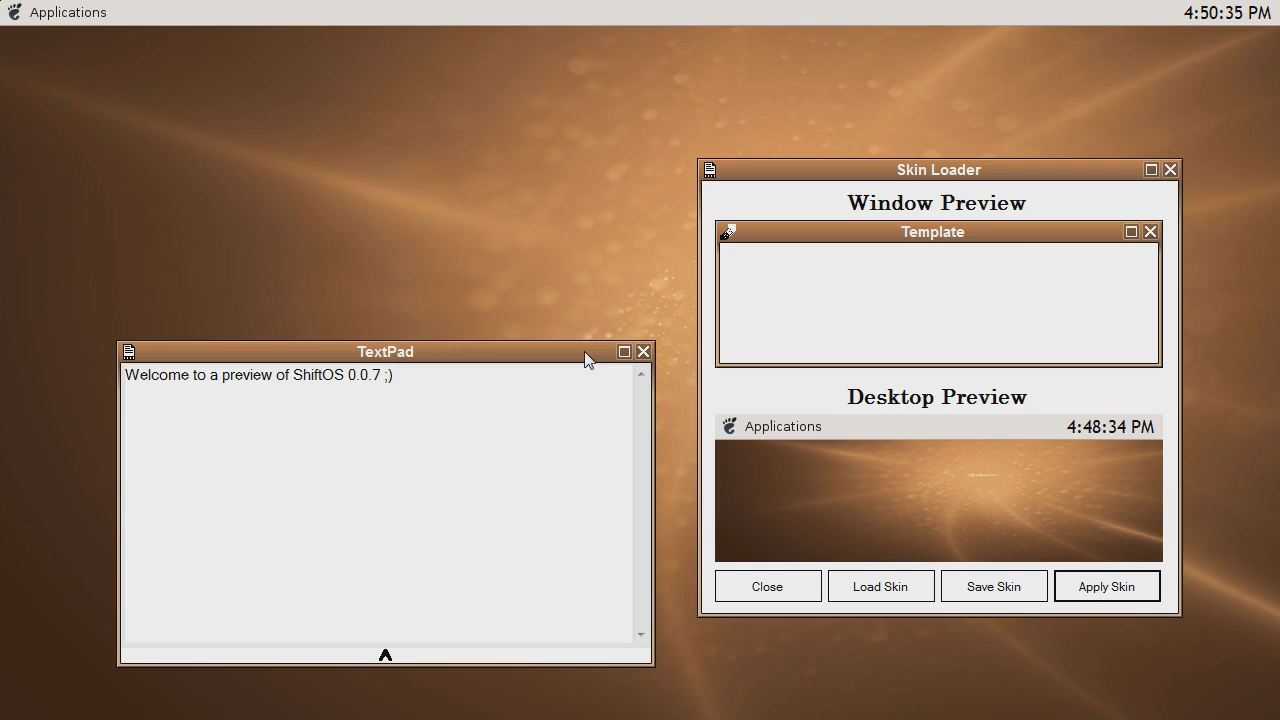 Applications
4:50:35 PM
Skin Loader
Window Preview
Template
TextPad
Welcome to a preview of ShiftOS 0.0.7 ;)
Desktop Preview
Applications
4:48:34 PM
Close
Load Skin
Save Skin
Apply Skin